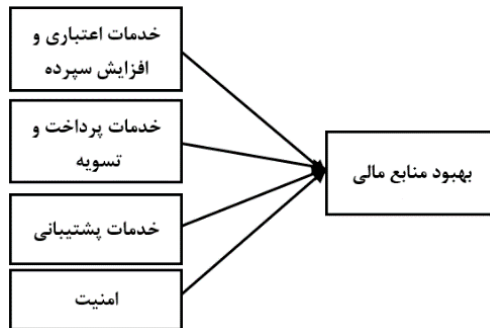 خدمات اعتباری و
افزایش سپرده
خدمات پرداخت و
تسویه
بهبود منابع مالی
خدمات پشتیبانی
امنیت